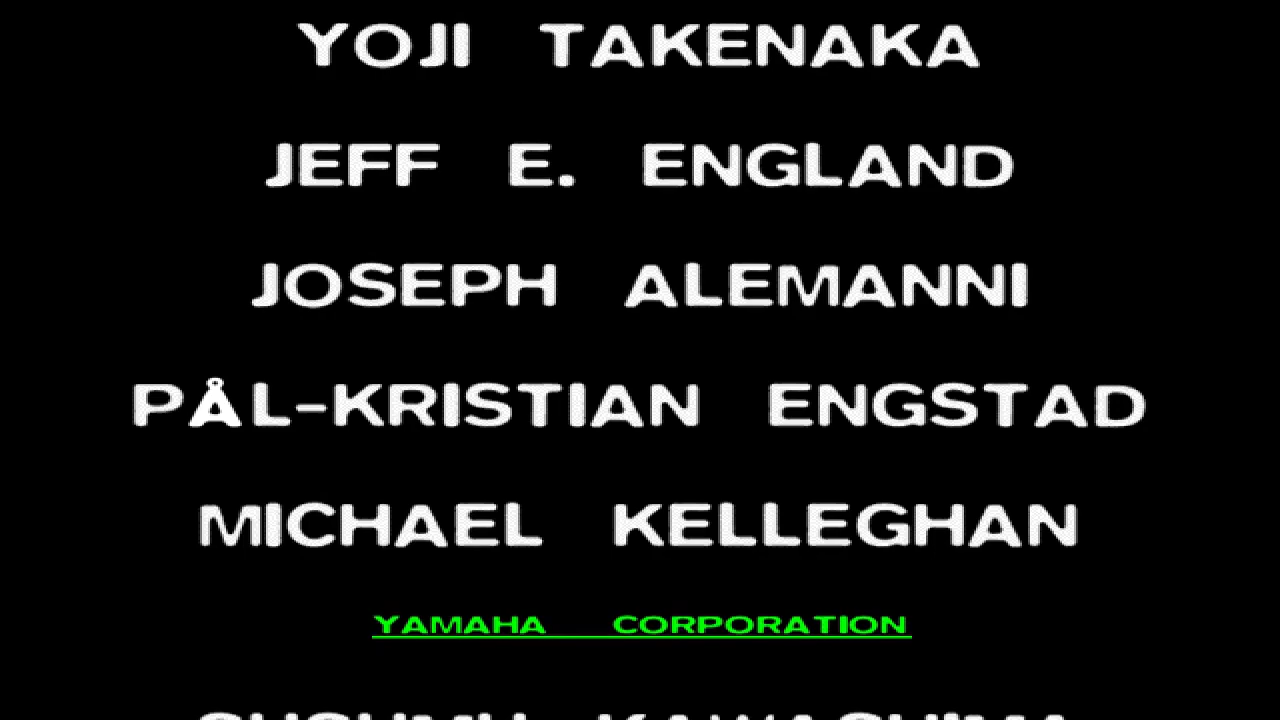 YOJI TAKENAKA
JEFF E. ENGLAND
JOSEPH ALEMANNI
PÅL-KRISTIAN ENGSTAD
MICHAEL KELLEGHAN
YAMAHA CORPORATION